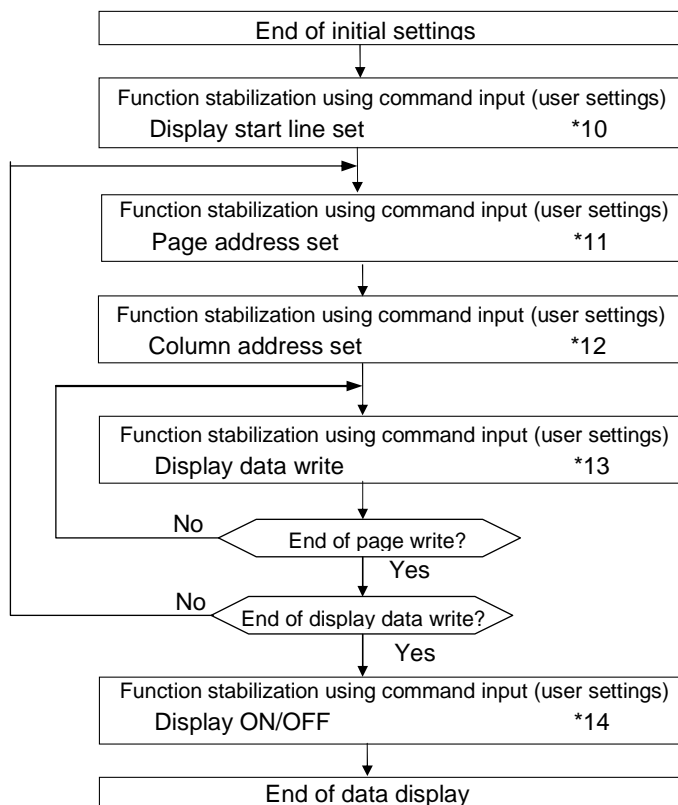 End of initial settings
Function stabilization using command input (user settings)
Display start line set *10
Function stabilization using command input (user settings)
Page address set *11
Function stabilization using command input (user settings)
Column address set *12
Function stabilization using command input (user settings)
Display data write *13
No
End of page write?
Yes
No
End of display data write?
Yes
Function stabilization using command input (user settings)
Display ON/OFF *14
End of data display